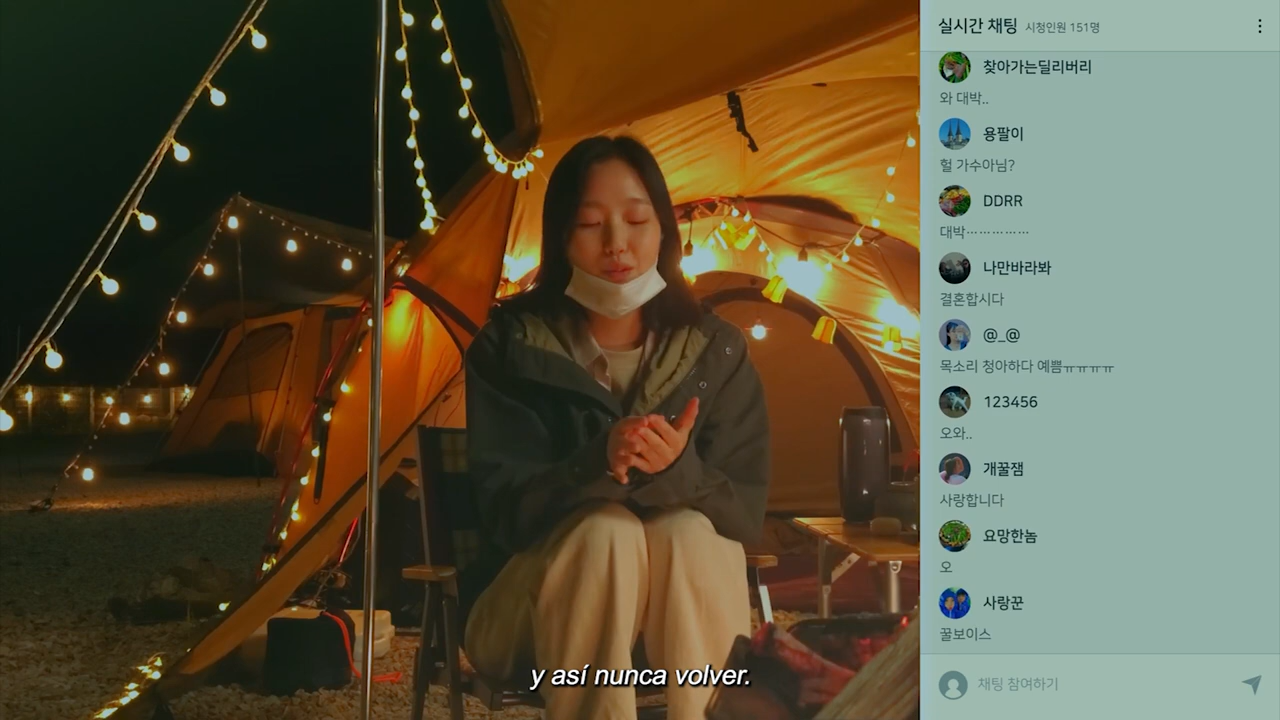 실시간 채팅 시청인원 151명
찾아가는딜리버리
와 대박..
용팔이
헐 가수아님?
DDRR
대박……………
나만바라봐
결혼합시다
@_@
목소리 청아하다 예쁨ㅠㅠㅠㅠ
123456
오와..
개꿀잼
사랑합니다
요망한놈
오
사랑꾼
꿀보이스
채팅 참여하기
y así nunca volver.